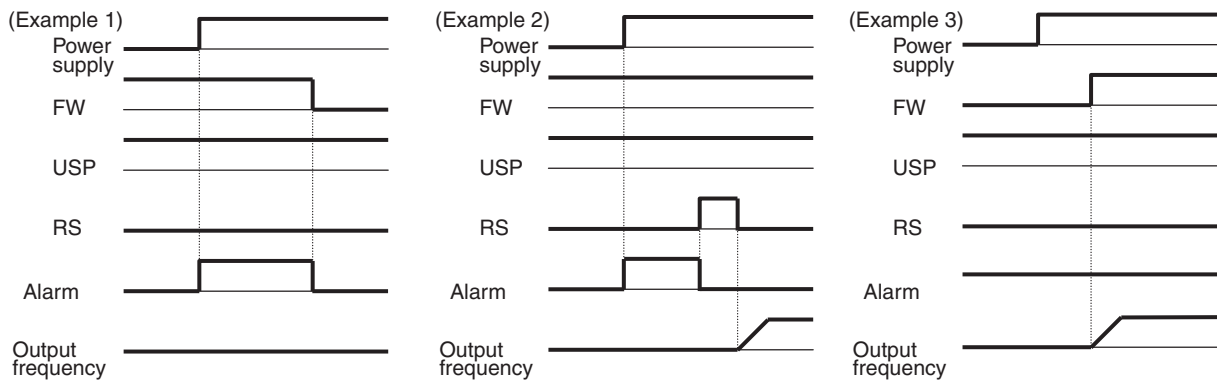 (Example 1)
Power
supply
FW
USP
RS
Alarm
Output
frequency
(Example 2)
Power
supply
FW
USP
RS
Alarm
Output
frequency
(Example 3)
Power
supply
FW
USP
RS
Alarm
Output
frequency